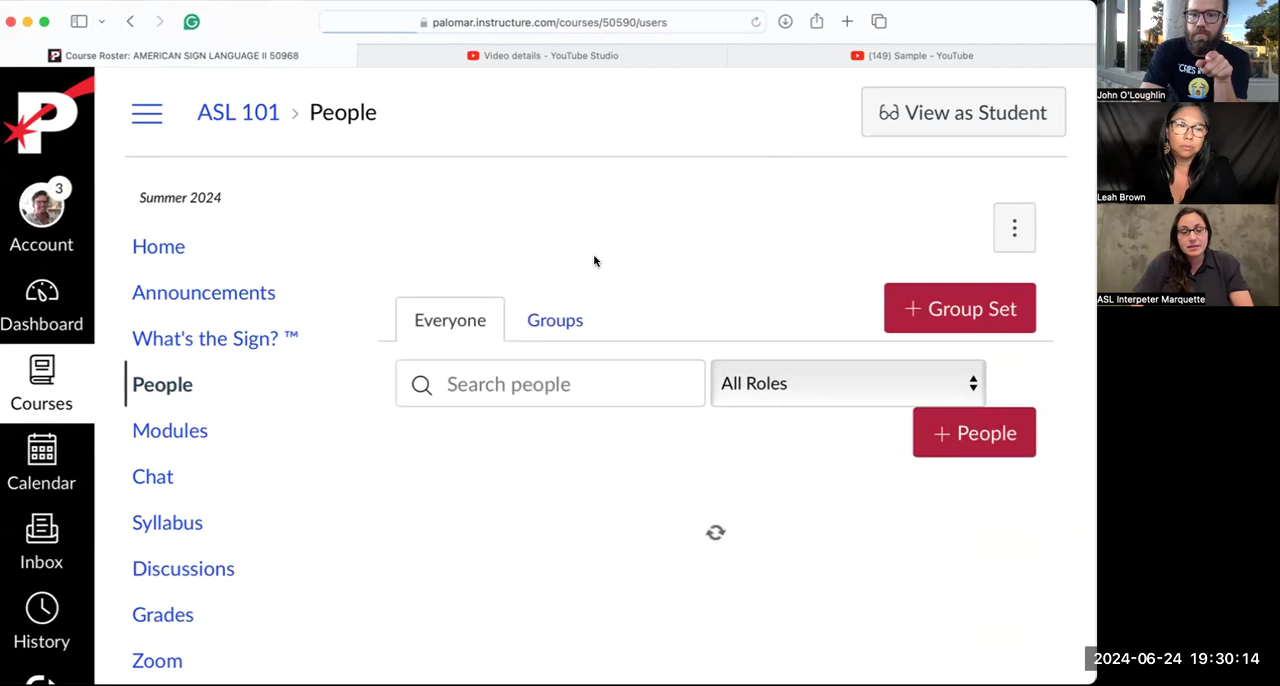 palomar.instructure.com/courses/50590/users
Course Roster: AMERICAN SIGN LANGUAGE II 50968
Video details - YouTube Studio
(149) Sample - YouTube
ASL 101 › People
View as Student
Summer 2024
3
Account
Dashboard
Courses
Calendar
Inbox
History
Home
Announcements
What's the Sign? ™
People
Modules
Chat
Syllabus
Discussions
Grades
Zoom
Everyone
Groups
+ Group Set
Search people
All Roles
+ People
John O'Loughlin
Leah Brown
ASL Interpeter Marquette
2024-06-24 19:30:14